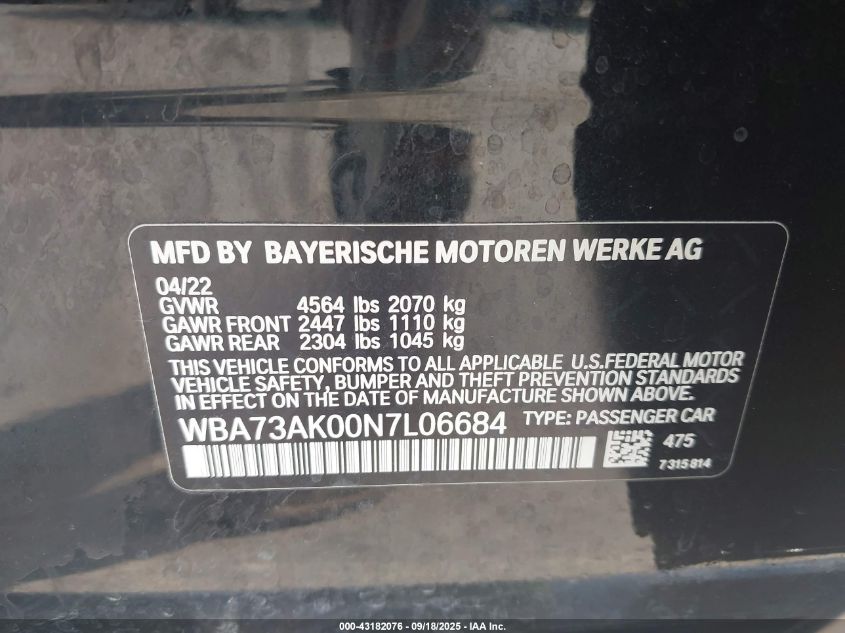 MFD BY BAYERISCHE MOTOREN WERKE AG
04/22
GVWR 4564 lbs 2070 kg
GAWR FRONT 2447 lbs 1110 kg
GAWR REAR 2304 lbs 1045 kg
THIS VEHICLE CONFORMS TO ALL APPLICABLE U.S.FEDERAL MOTOR
VEHICLE SAFETY, BUMPER AND THEFT PREVENTION STANDARDS
IN EFFECT ON THE DATE OF MANUFACTURE SHOWN ABOVE.
WBA73AK00N7L06684 TYPE: PASSENGER CAR
475
7315814
000-43182076 - 09/18/2025 - IAA Inc.